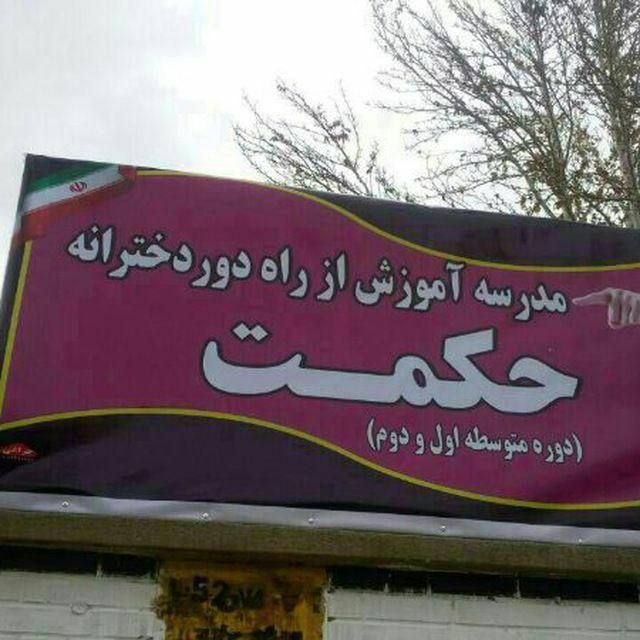 مدرسه آموزش از راه دور دخترانه
حکمت
(دوره متوسطه اول و دوم)